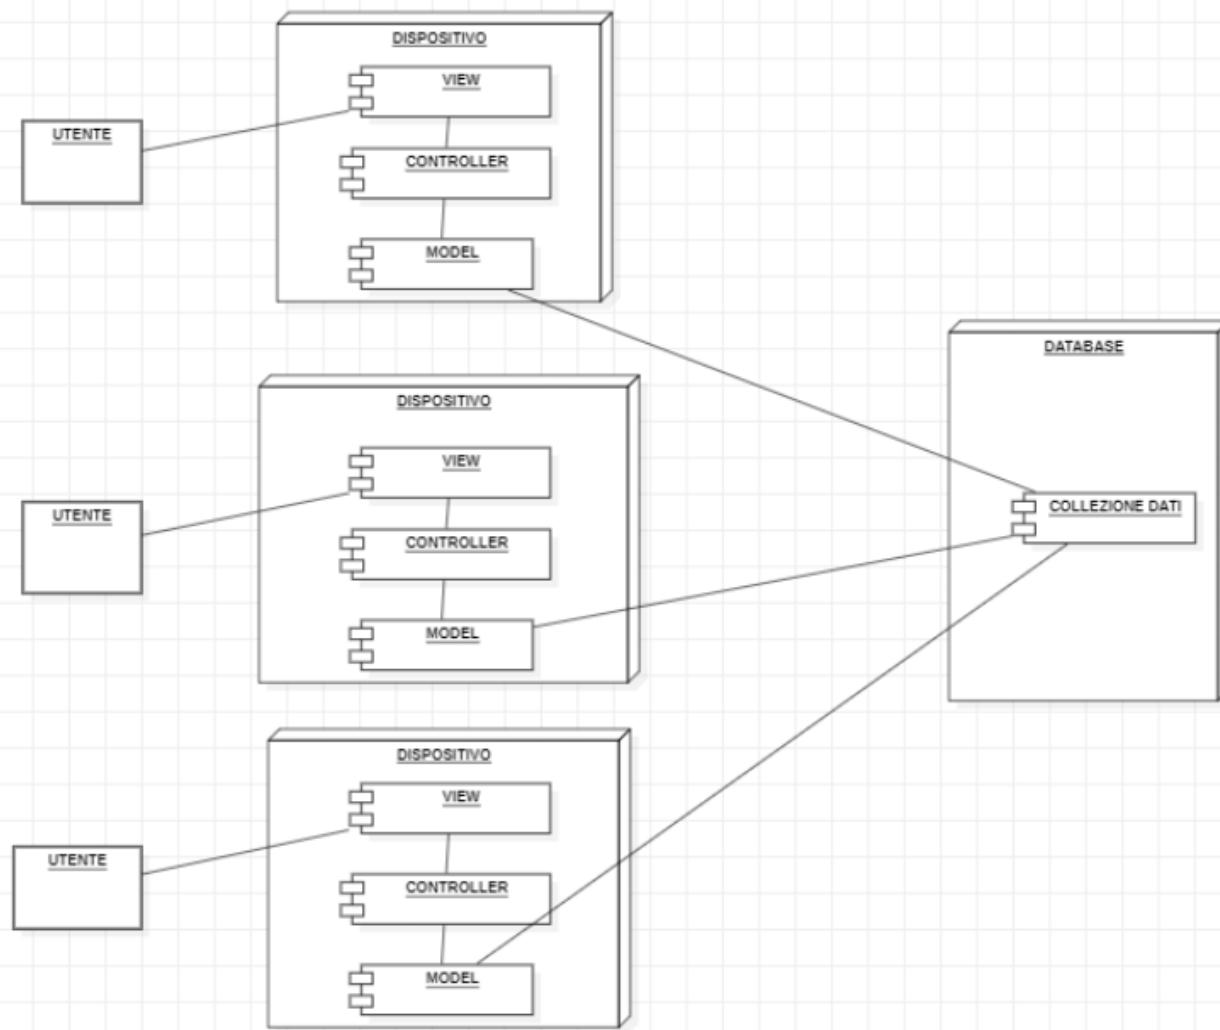 DISPOSITIVO
VIEW
UTENTE
CONTROLLER
MODEL
DATABASE
DISPOSITIVO
VIEW
COLLEZIONE DATI
UTENTE
CONTROLLER
MODEL
DISPOSITIVO
VIEW
UTENTE
CONTROLLER
MODEL